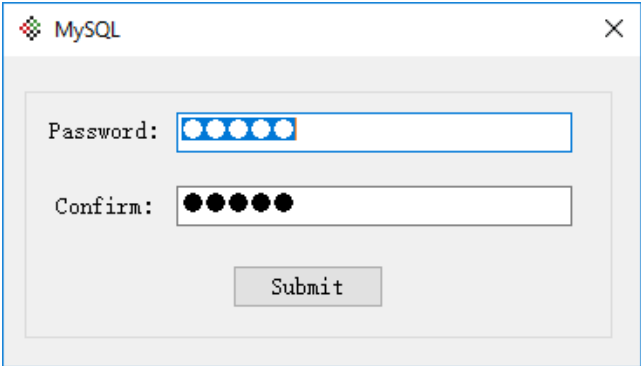 MySQL
Password: ●●●●●
Confirm: ●●●●●
Submit